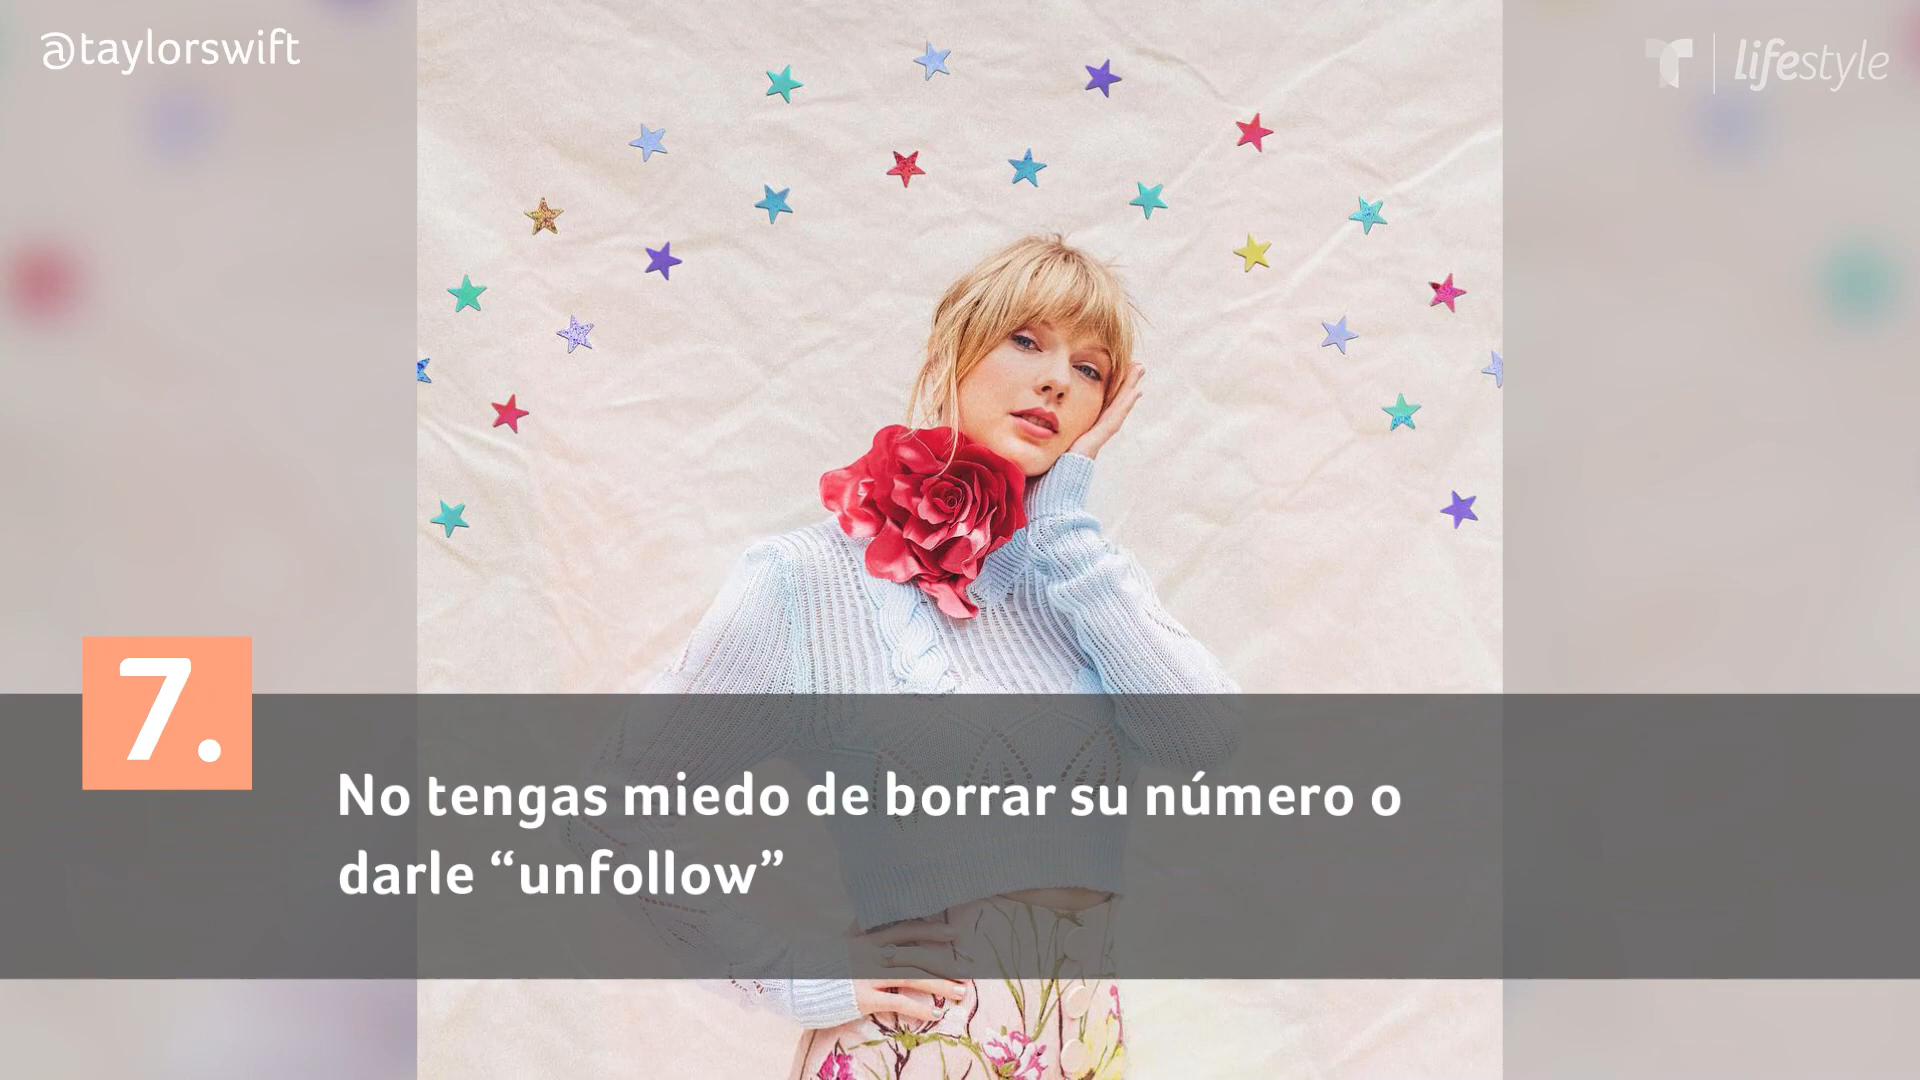 @taylorswift
lifestyle
7.
No tengas miedo de borrar su número o
darle “unfollow”